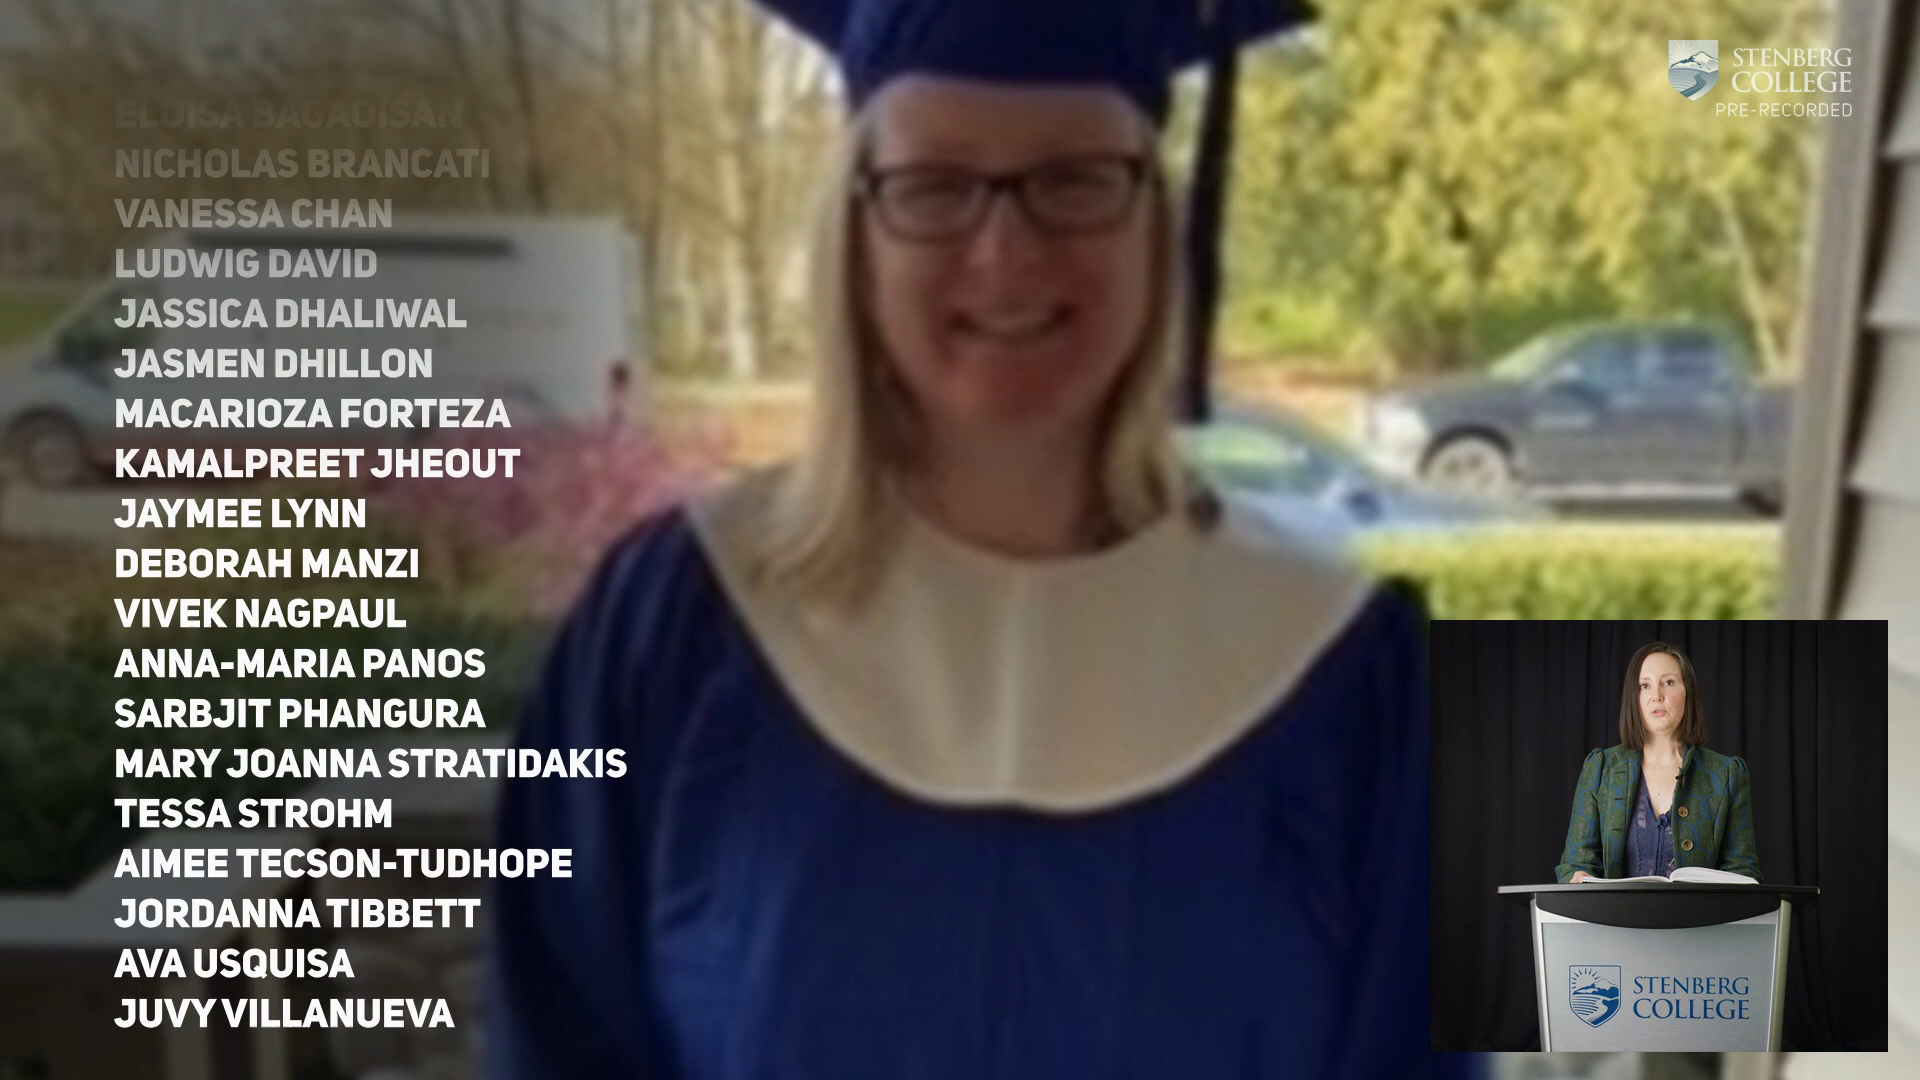 ELOISA BAGAOISAN
NICHOLAS BRANCATI
VANESSA CHAN
LUDWIG DAVID
JASSICA DHALIWAL
JASMEN DHILLON
MACARIOZA FORTEZA
KAMALPREET JHEOUT
JAYMEE LYNN
DEBORAH MANZI
VIVEK NAGPAUL
ANNA-MARIA PANOS
SARBJIT PHANGURA
MARY JOANNA STRATIDAKIS
TESSA STROHM
AIMEE TECSON-TUDHOPE
JORDANNA TIBBETT
AVA USQUISA
JUVY VILLANUEVA
STENBERG
COLLEGE
PRE-RECORDED
STENBERG
COLLEGE